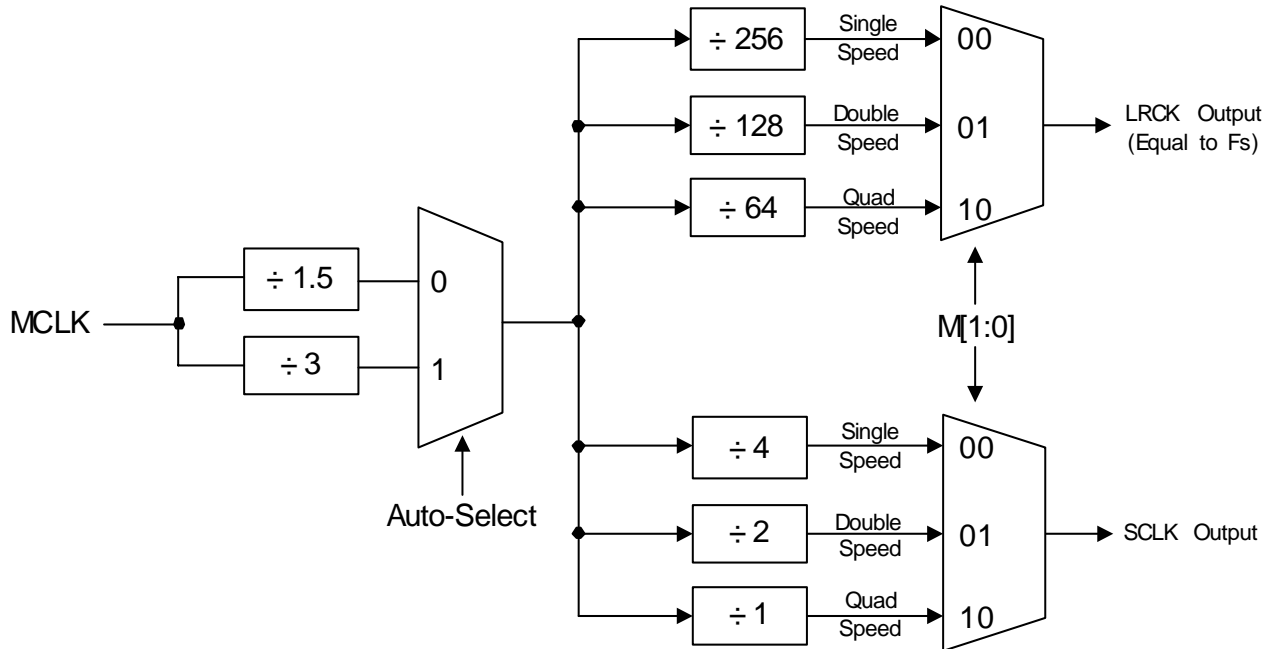 ÷ 256
Single
Speed
00
÷ 128
Double
Speed
01
LRCK Output
(Equal to Fs)
÷ 64
Quad
Speed
10
MCLK
÷ 1.5
0
÷ 3
1
Auto-Select
M[1:0]
÷ 4
Single
Speed
00
÷ 2
Double
Speed
01
SCLK Output
÷ 1
Quad
Speed
10